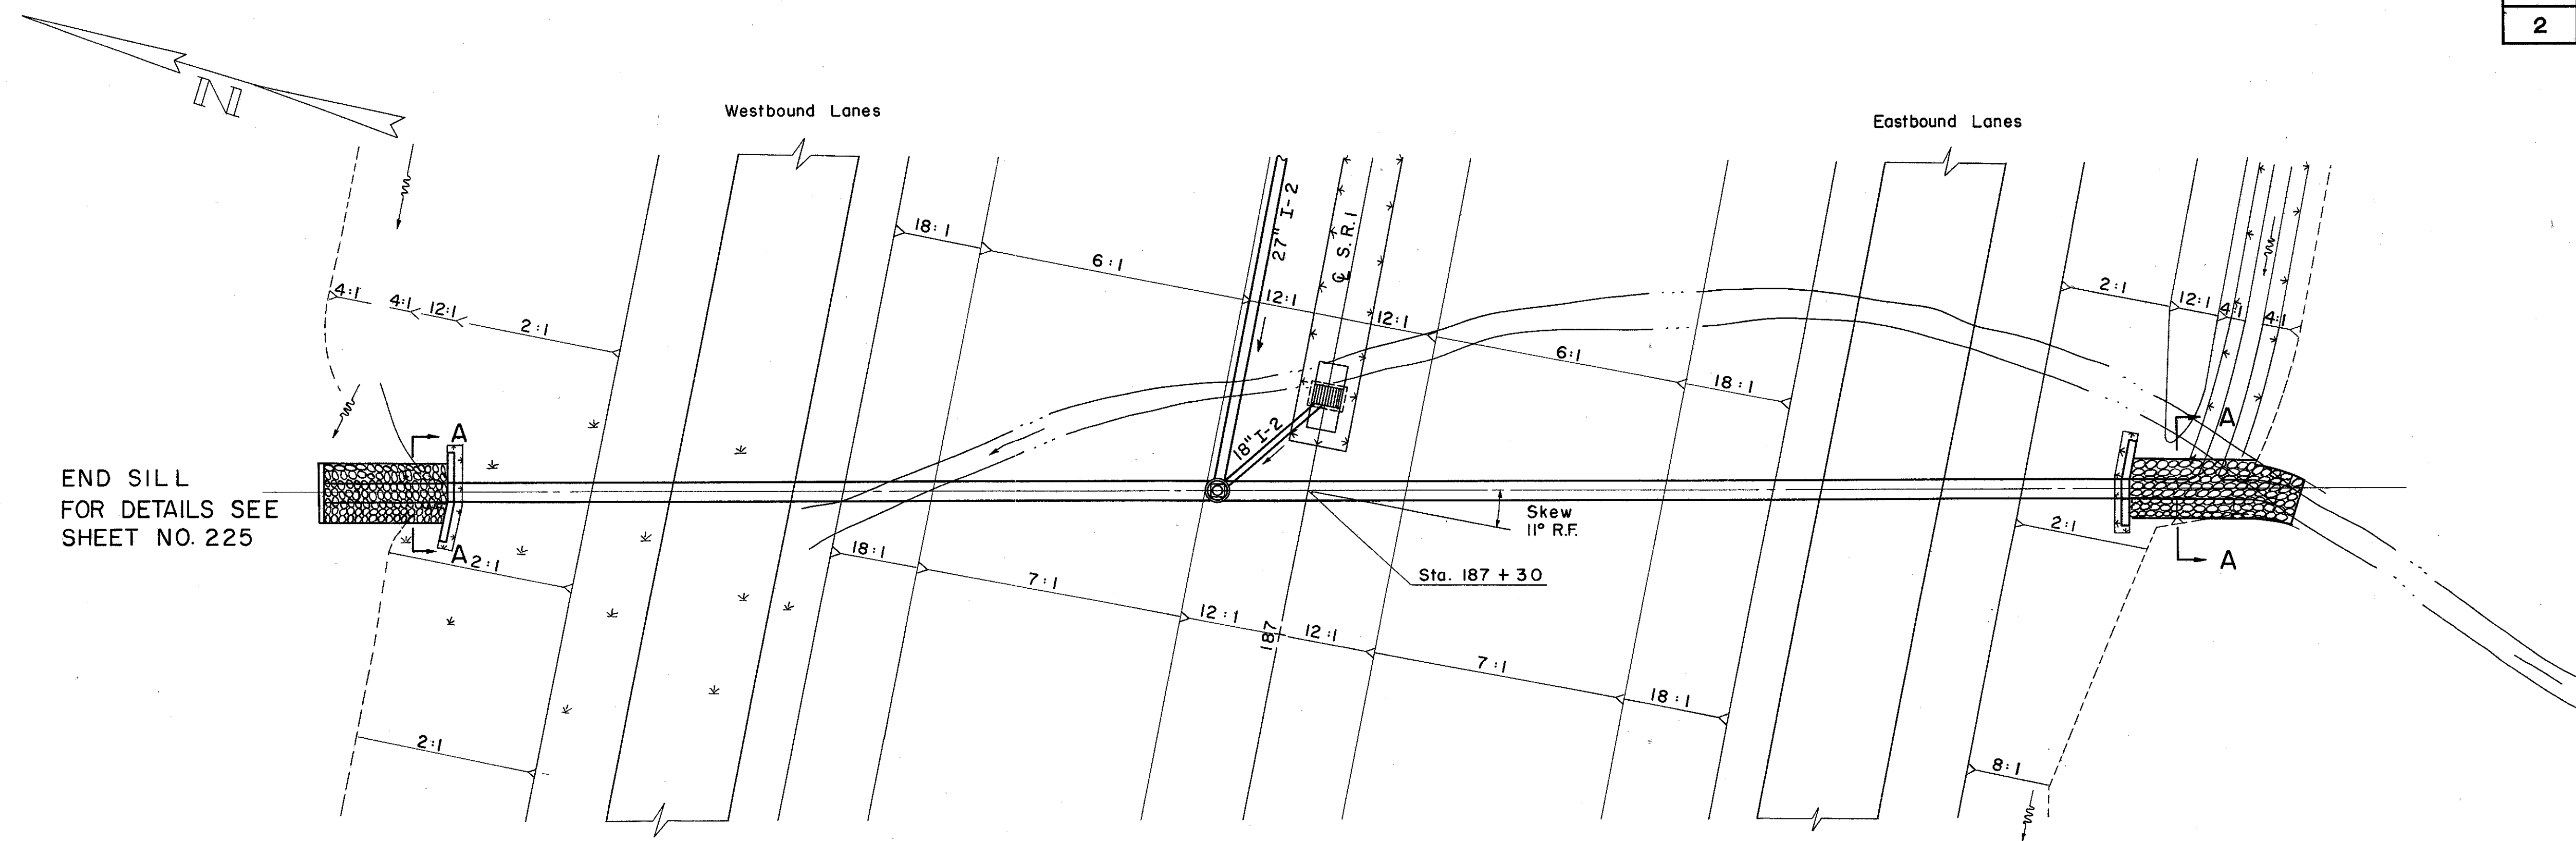 2
N
Westbound Lanes
Eastbound Lanes
27" I-2
℄ S.R.1
18:1
6:1
12:1
12:1
6:1
18:1
2:1
12:1
4:1
4:1
4:1
4:1
12:1
2:1
18" I-2
A
A
A
A
END SILL
FOR DETAILS SEE
SHEET NO. 225
Skew
11° R.F.
Sta. 187 + 30
2:1
18:1
7:1
12:1
187
12:1
7:1
18:1
2:1
2:1
8:1